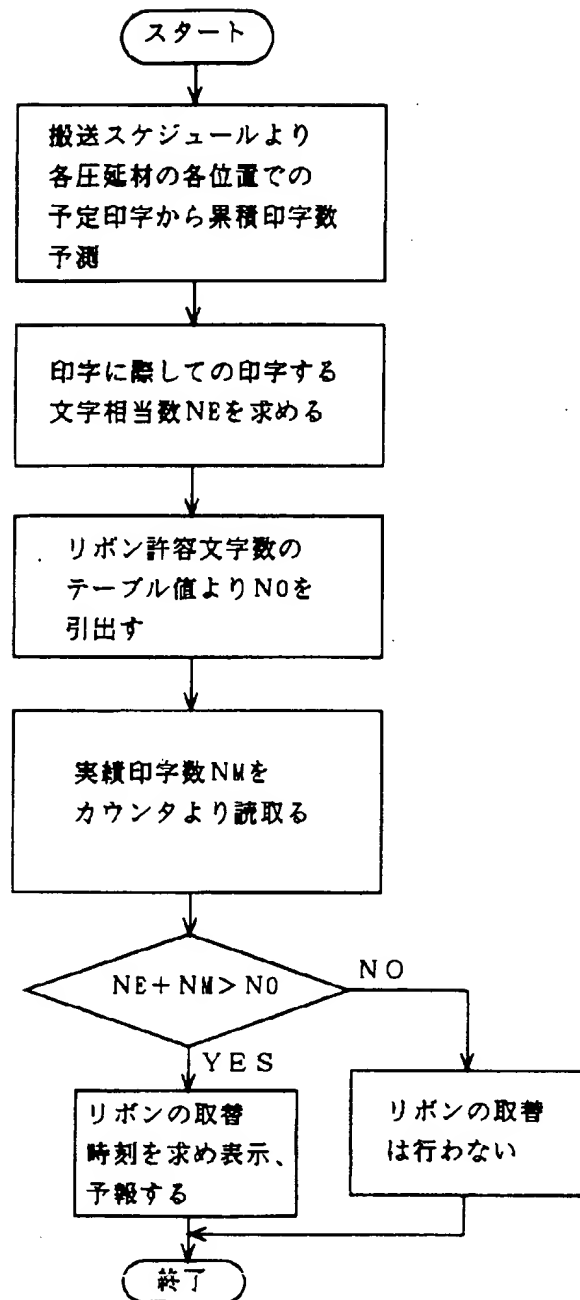 スタート
搬送スケジュールより
各圧延材の各位置での
予定印字から累積印字数
予測
印字に際しての印字する
文字相当数NEを求める
リボン許容文字数の
テーブル値よりN0を
引出す
実績印字数NMを
カウンタより読取る
NE+NM>N0
NO
YES
リボンの取替
時刻を求め表示、
予報する
リボンの取替
は行わない
終了